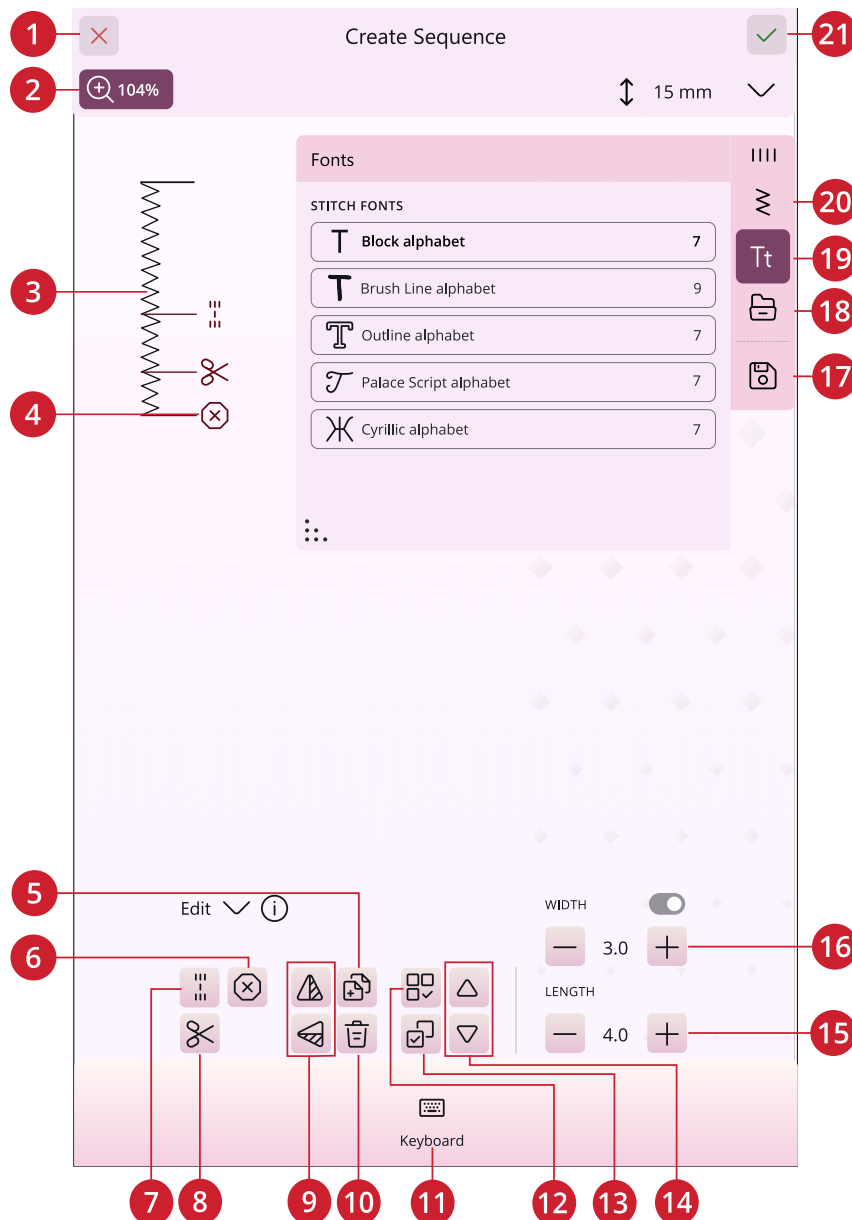 1
Create Sequence
21
2
104%
15 mm
Fonts
STITCH FONTS
T Block alphabet 7
T Brush Line alphabet 9
T Outline alphabet 7
T Palace Script alphabet 7
Ж Cyrillic alphabet 7
20
Tt
19
18
17
3
4
5
Edit
i
WIDTH
6
3.0
16
LENGTH
4.0
15
Keyboard
7
8
9
10
11
12
13
14